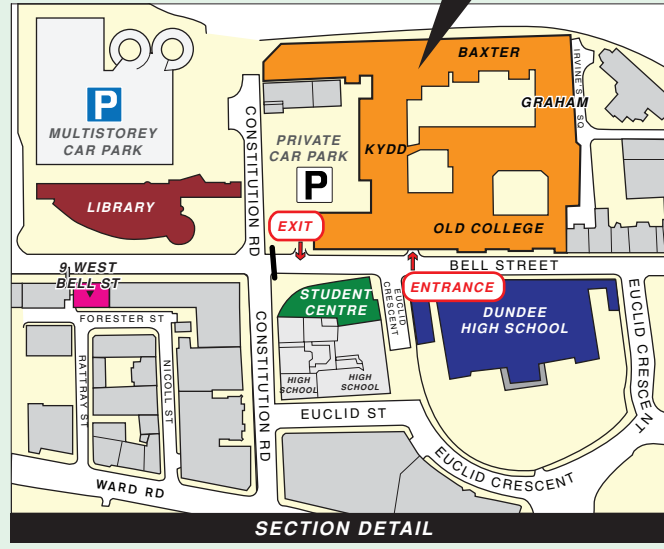 BAXTER
IRVINE'S SQ
GRAHAM
P
MULTISTOREY
CAR PARK
CONSTITUTION RD
PRIVATE
CAR PARK
P
KYDD
LIBRARY
EXIT
OLD COLLEGE
9 WEST
BELL ST
BELL STREET
ENTRANCE
STUDENT
CENTRE
EUCLID
CRESCENT
DUNDEE
HIGH SCHOOL
EUCLID CRESCENT
FORESTER ST
RATTRAY ST
NICOLL ST
CONSTITUTION RD
HIGH
SCHOOL
HIGH
SCHOOL
EUCLID ST
EUCLID CRESCENT
WARD RD
SECTION DETAIL